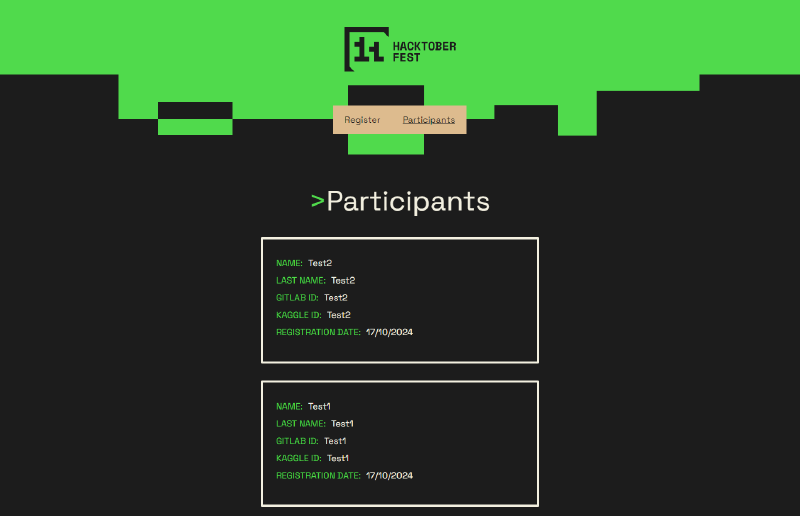 11
HACKTOBER
FEST
Register
Participants
>Participants
NAME: Test2
LAST NAME: Test2
GITLAB ID: Test2
KAGGLE ID: Test2
REGISTRATION DATE: 17/10/2024
NAME: Test1
LAST NAME: Test1
GITLAB ID: Test1
KAGGLE ID: Test1
REGISTRATION DATE: 17/10/2024